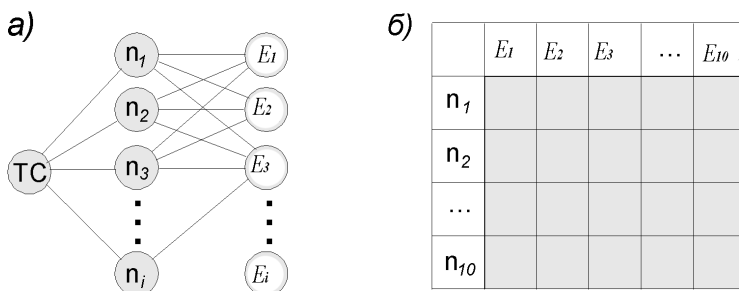 а)
n1 E1
n2 E2
TC n3 E3
ni Ei
б)
E1 E2 E3 ... E10
n1
n2
...
n10